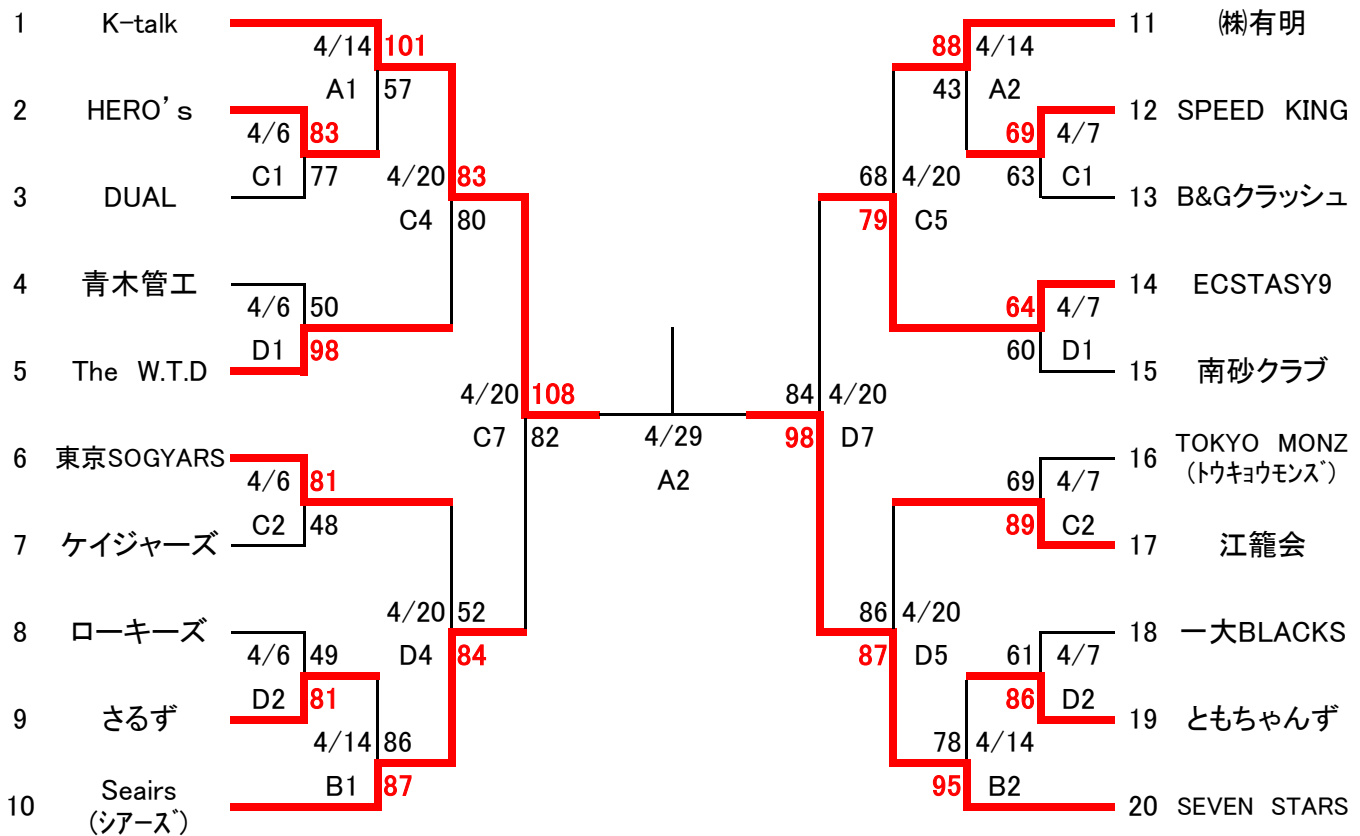 1 K-talk
4/14 101
A1 57
2 HERO’s
4/6 83
C1 77
3 DUAL
4/20 83
C4 80
4 青木管工
4/6 50
D1 98
5 The W.T.D
4/20 108
C7 82
6 東京SOGYARS
4/6 81
C2 48
7 ケイジャーズ
4/20 52
D4 84
8 ローキーズ
4/6 49
D2 81
9 さるず
4/14 86
B1 87
10 Seairs
(シアーズ)
4/29
A2
88 4/14
43 A2
11 ㈱有明
12 SPEED KING
69 4/7
63 C1
13 B&Gクラッシュ
68 4/20
79 C5
14 ECSTASY9
64 4/7
60 D1
15 南砂クラブ
84 4/20
98 D7
16 TOKYO MONZ
(トウキョウモンズ)
69 4/7
89 C2
17 江籠会
86 4/20
87 D5
18 一大BLACKS
61 4/7
86 D2
19 ともちゃんず
78 4/14
95 B2
20 SEVEN STARS